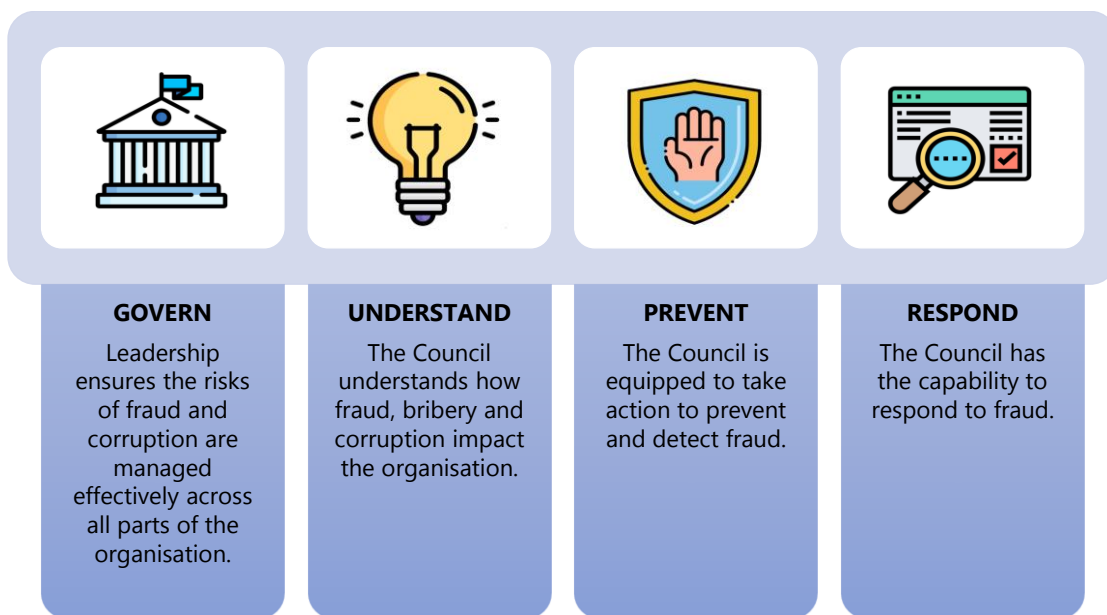 GOVERN
Leadership
ensures the risks
of fraud and
corruption are
managed
effectively across
all parts of the
organisation.
UNDERSTAND
The Council
understands how
fraud, bribery and
corruption impact
the organisation.
PREVENT
The Council is
equipped to take
action to prevent
and detect fraud.
RESPOND
The Council has
the capability to
respond to fraud.